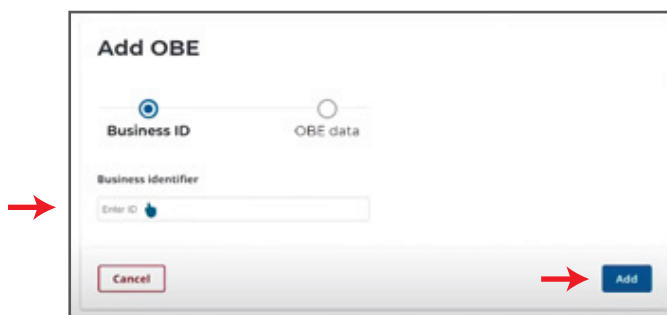 Add OBE
Business ID OBE data
Business identifier
Enter ID
Cancel Add